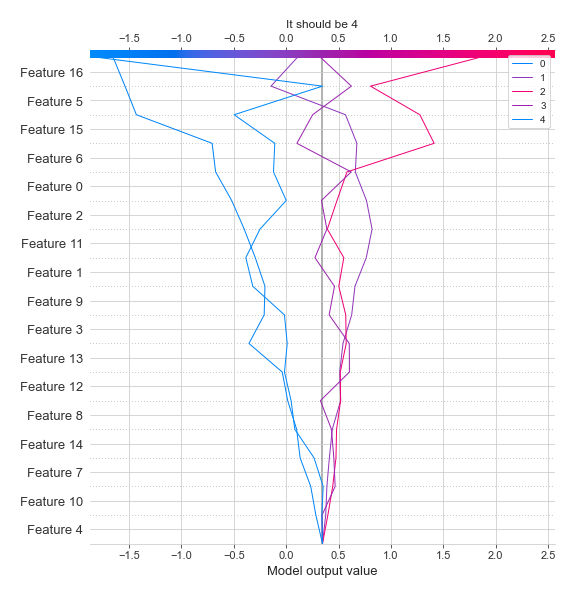 It should be 4
−1.5 −1.0 −0.5 0.0 0.5 1.0 1.5 2.0 2.5
0
1
2
3
4
Feature 16
Feature 5
Feature 15
Feature 6
Feature 0
Feature 2
Feature 11
Feature 1
Feature 9
Feature 3
Feature 13
Feature 12
Feature 8
Feature 14
Feature 7
Feature 10
Feature 4
−1.5 −1.0 −0.5 0.0 0.5 1.0 1.5 2.0 2.5
Model output value